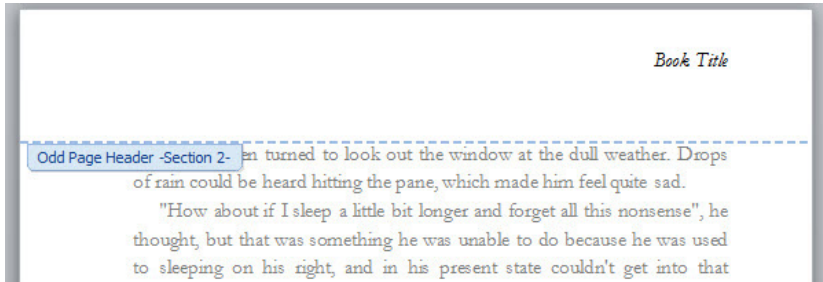 Book Title
Odd Page Header -Section 2-
turned to look out the window at the dull weather. Drops
of rain could be heard hitting the pane, which made him feel quite sad.
"How about if I sleep a little bit longer and forget all this nonsense", he
thought, but that was something he was unable to do because he was used
to sleeping on his right, and in his present state couldn't get into that